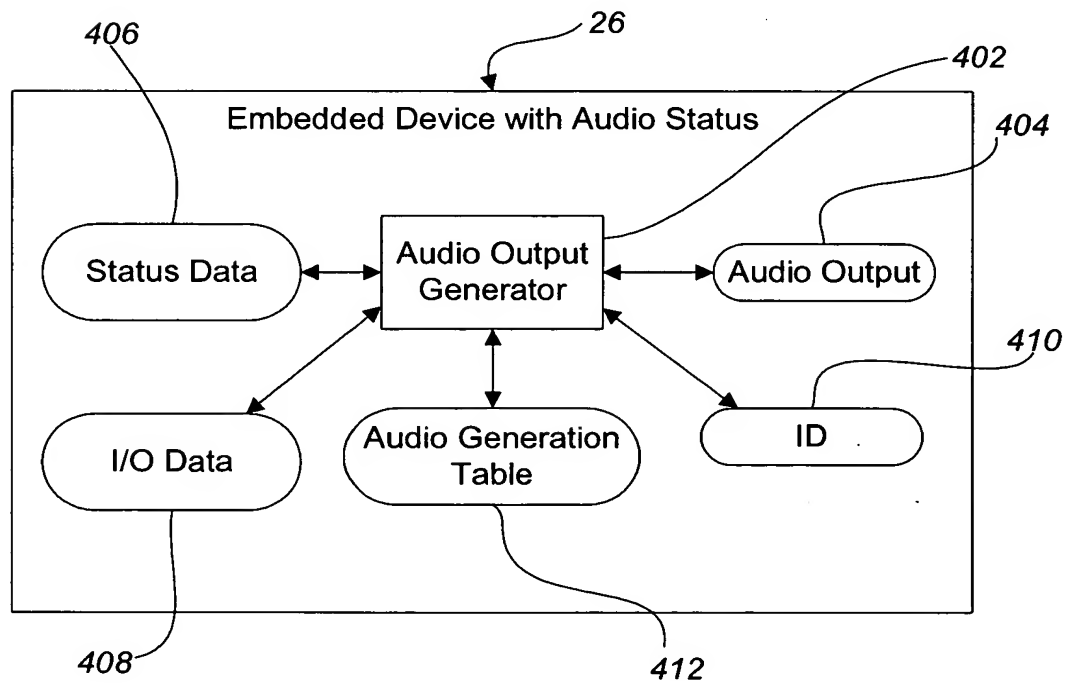 26
406
402
Embedded Device with Audio Status
404
Status Data
Audio Output
Generator
Audio Output
410
I/O Data
Audio Generation
Table
ID
408
412